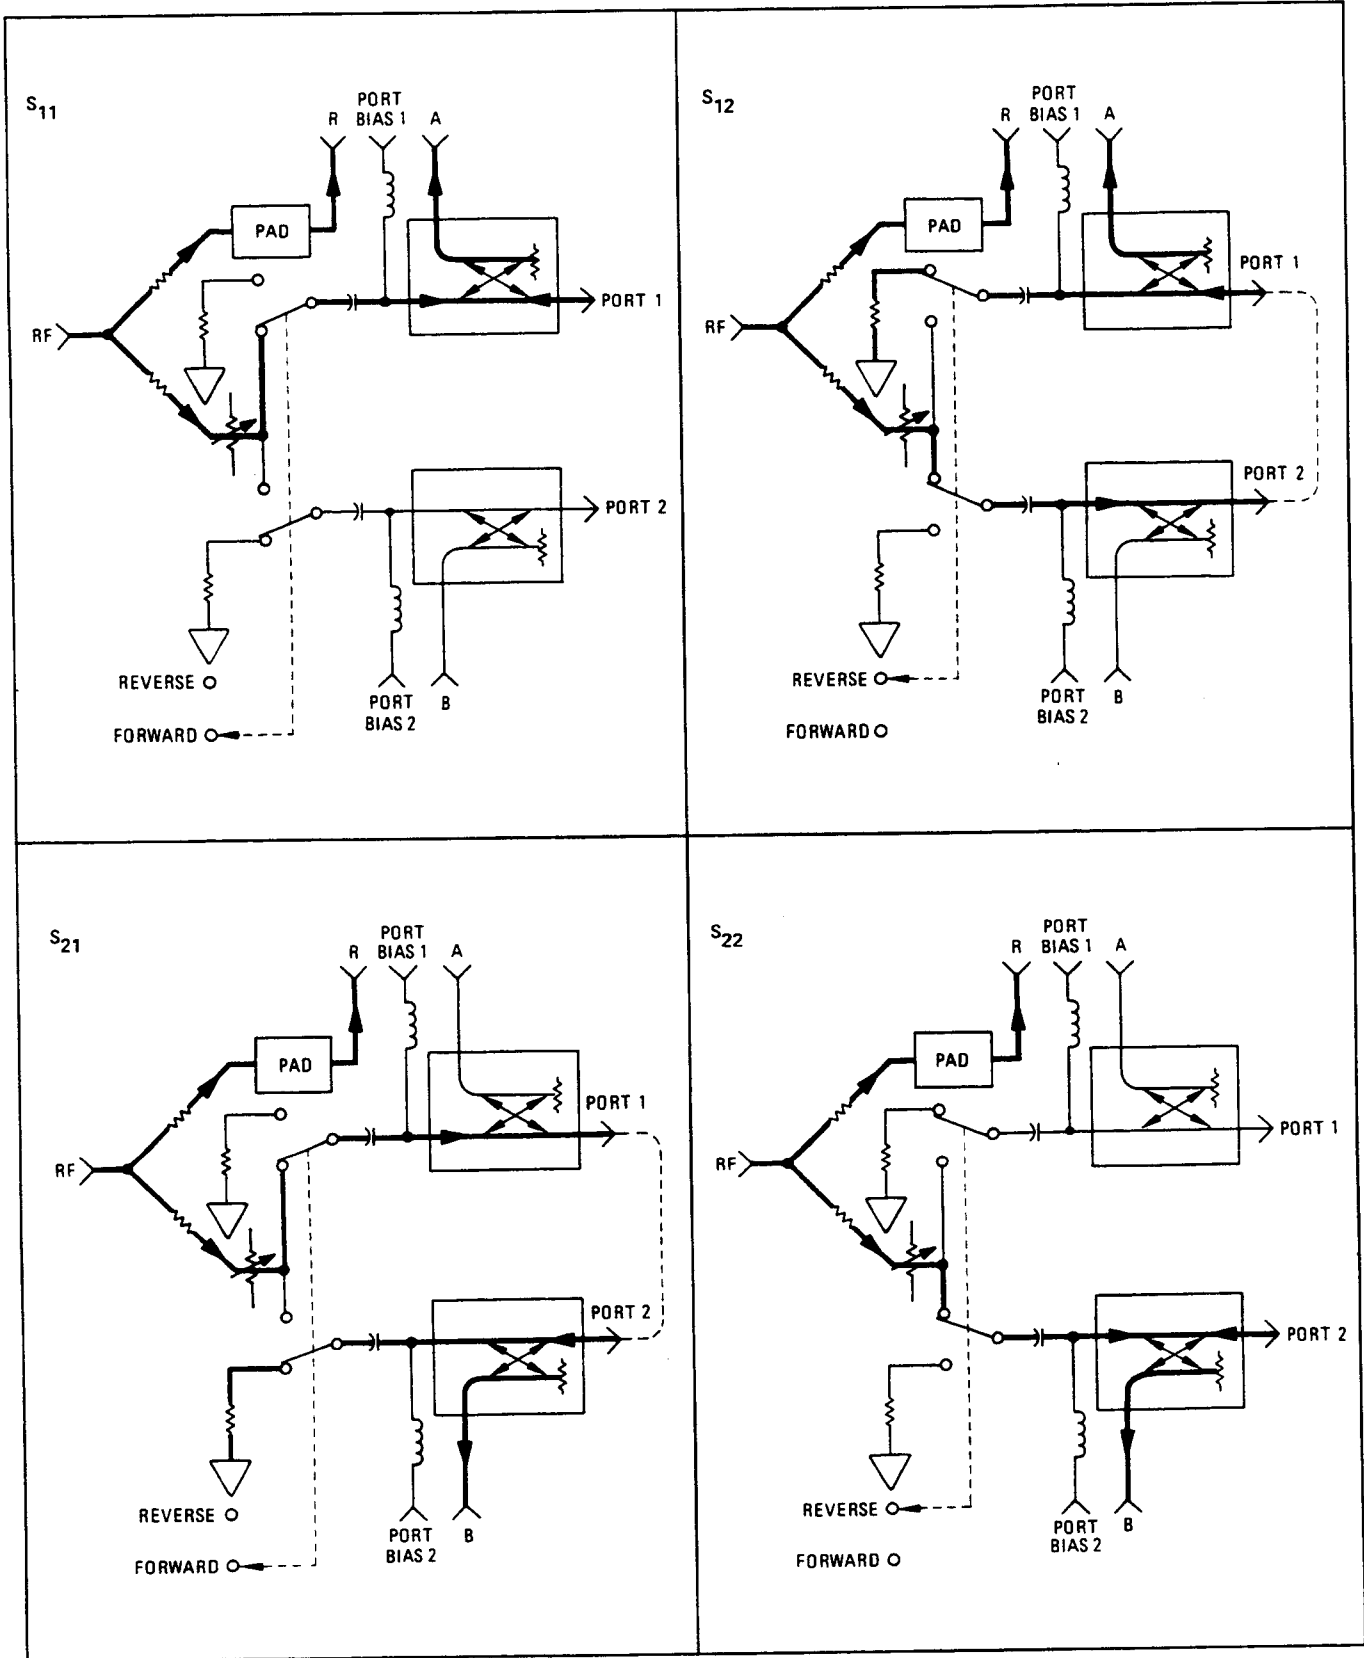 S11
R
PORT
BIAS 1
A
PAD
RF
PORT 1
PORT 2
REVERSE
FORWARD
PORT
BIAS 2
B
S12
R
PORT
BIAS 1
A
PAD
RF
PORT 1
PORT 2
REVERSE
FORWARD
PORT
BIAS 2
B
S21
R
PORT
BIAS 1
A
PAD
RF
PORT 1
PORT 2
REVERSE
FORWARD
PORT
BIAS 2
B
S22
R
PORT
BIAS 1
A
PAD
RF
PORT 1
PORT 2
REVERSE
FORWARD
PORT
BIAS 2
B